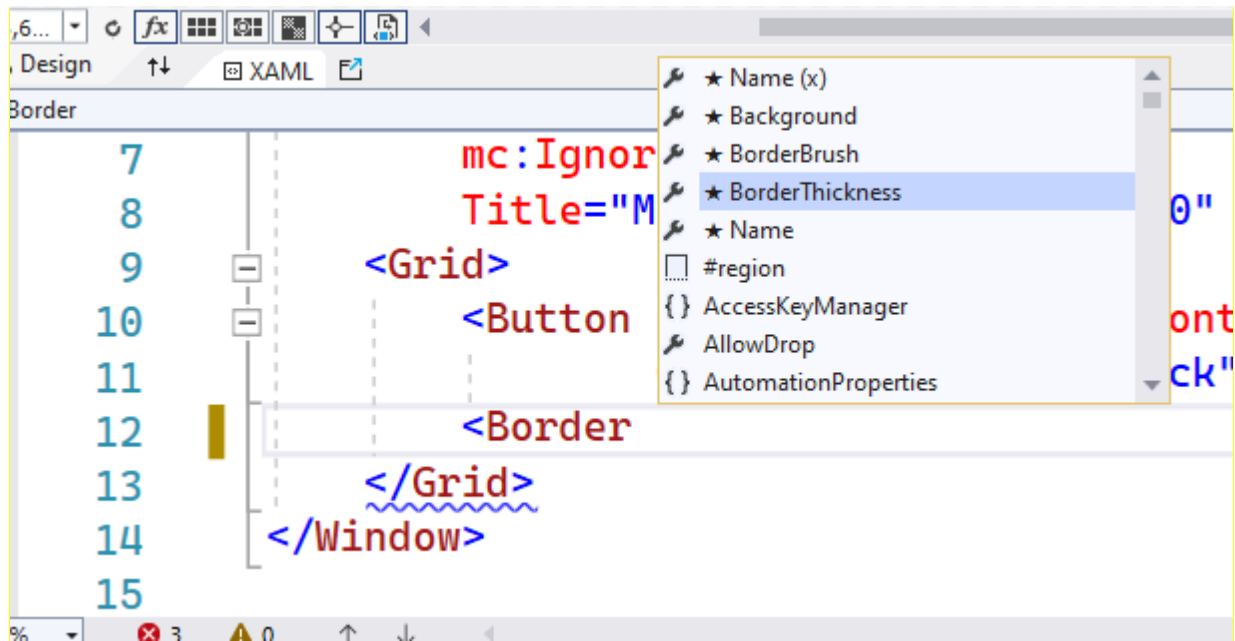 ,6... fx
Design XAML
Border
7 mc:Ignor
8 Title="M 0"
9 <Grid>
10 <Button ont
11 ck"
12 <Border
13 </Grid>
14 </Window>
15
★ Name (x)
★ Background
★ BorderBrush
★ BorderThickness
★ Name
#region
{ } AccessKeyManager
AllowDrop
{ } AutomationProperties
% 3 0